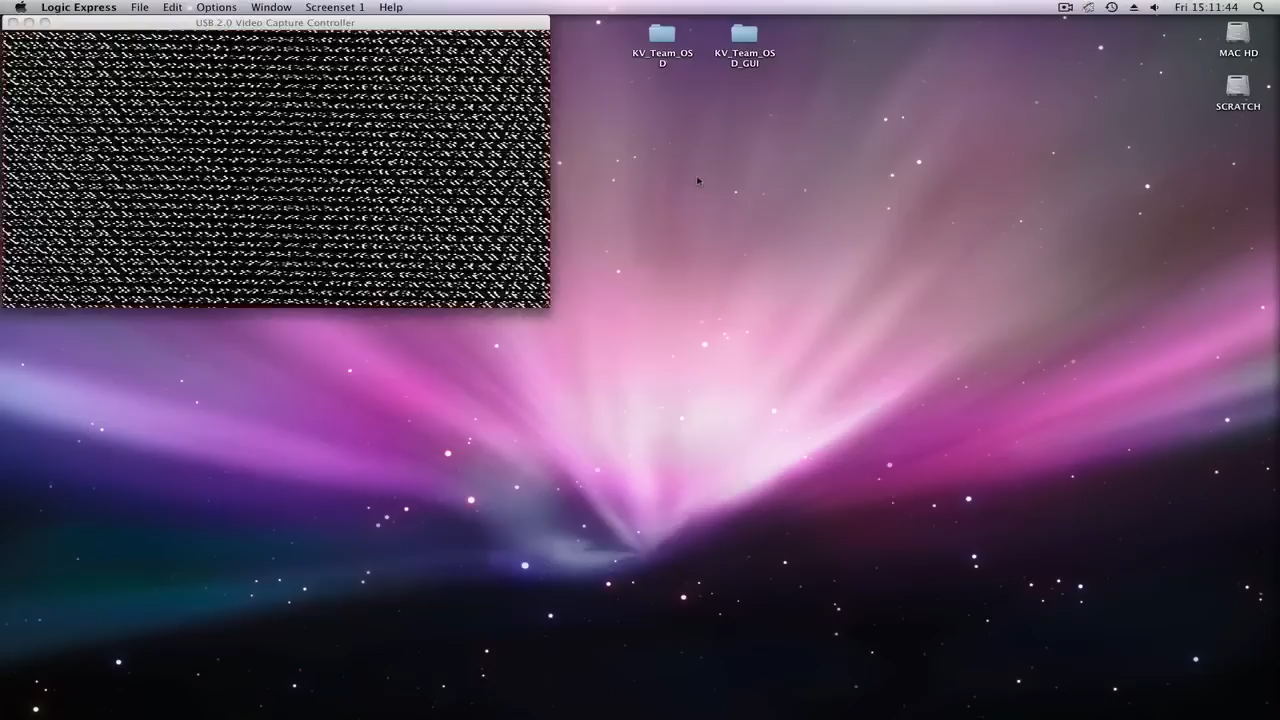 Logic Express File Edit Options Window Screenset 1 Help Fri 15:11:44
USB 2.0 Video Capture Controller
KV_Team_OS
D
KV_Team_OS
D_GUI
MAC HD
SCRATCH